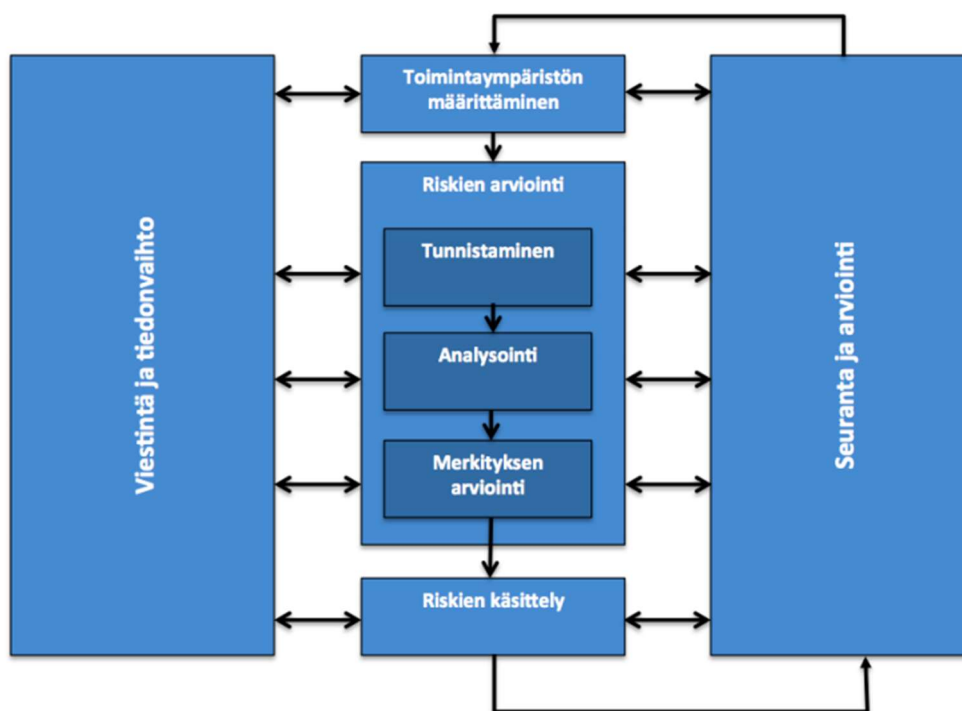 Viestintä ja tiedonvaihto
Toimintaympäristön
määrittäminen
Riskien arviointi
Tunnistaminen
Analysointi
Merkityksen
arviointi
Riskien käsittely
Seuranta ja arviointi